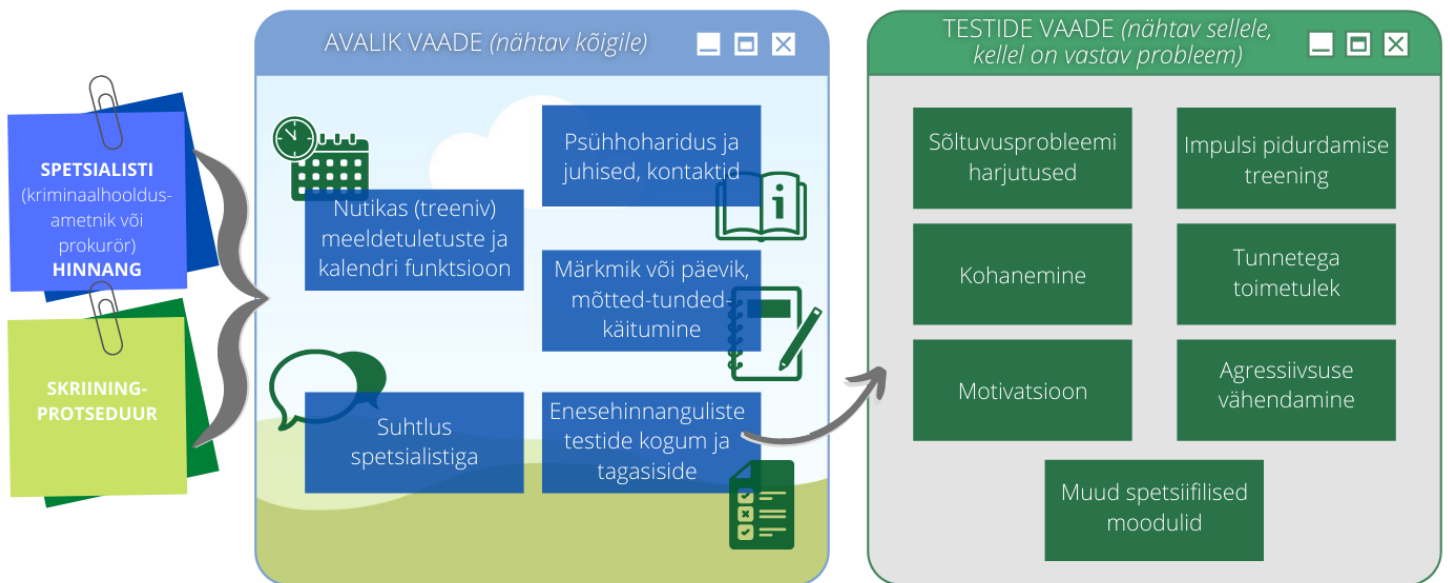 SPETSIALISTI
(kriminaalhooldus-
ametnik või
prokurör)
HINNANG
SKRIINING-
PROTSEDUUR
AVALIK VAADE (nähtav kõigile)
Psühhoharidus ja
juhised, kontaktid
Nutikas (treeniv)
meeldetuletuste ja
kalendri funktsioon
Märkmik või päevik,
mõtted-tunded-
käitumine
Suhtlus
spetsialistiga
Enesehinnanguliste
testide kogum ja
tagasiside
TESTIDE VAADE (nähtav sellele,
kellel on vastav probleem)
Sõltuvusprobleemi
harjutused
Impulsi pidurdamise
treening
Kohanemine
Tunnetega
toimetulek
Motivatsioon
Agressiivsuse
vähendamine
Muud spetsiifilised
moodulid